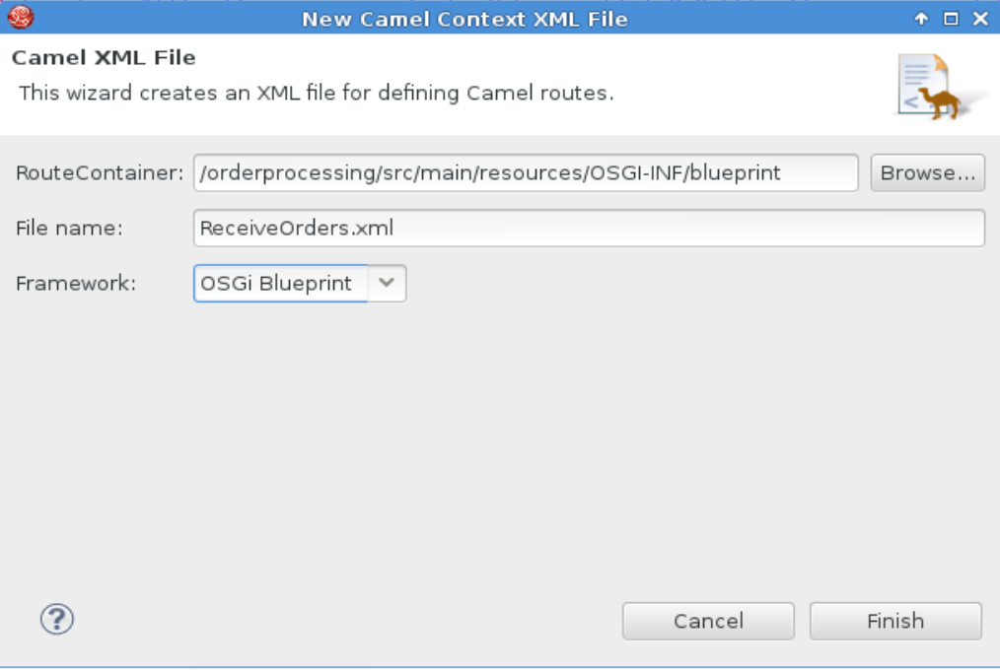 New Camel Context XML File
Camel XML File
This wizard creates an XML file for defining Camel routes.
RouteContainer: /orderprocessing/src/main/resources/OSGI-INF/blueprint Browse...
File name: ReceiveOrders.xml
Framework: OSGi Blueprint
? Cancel Finish